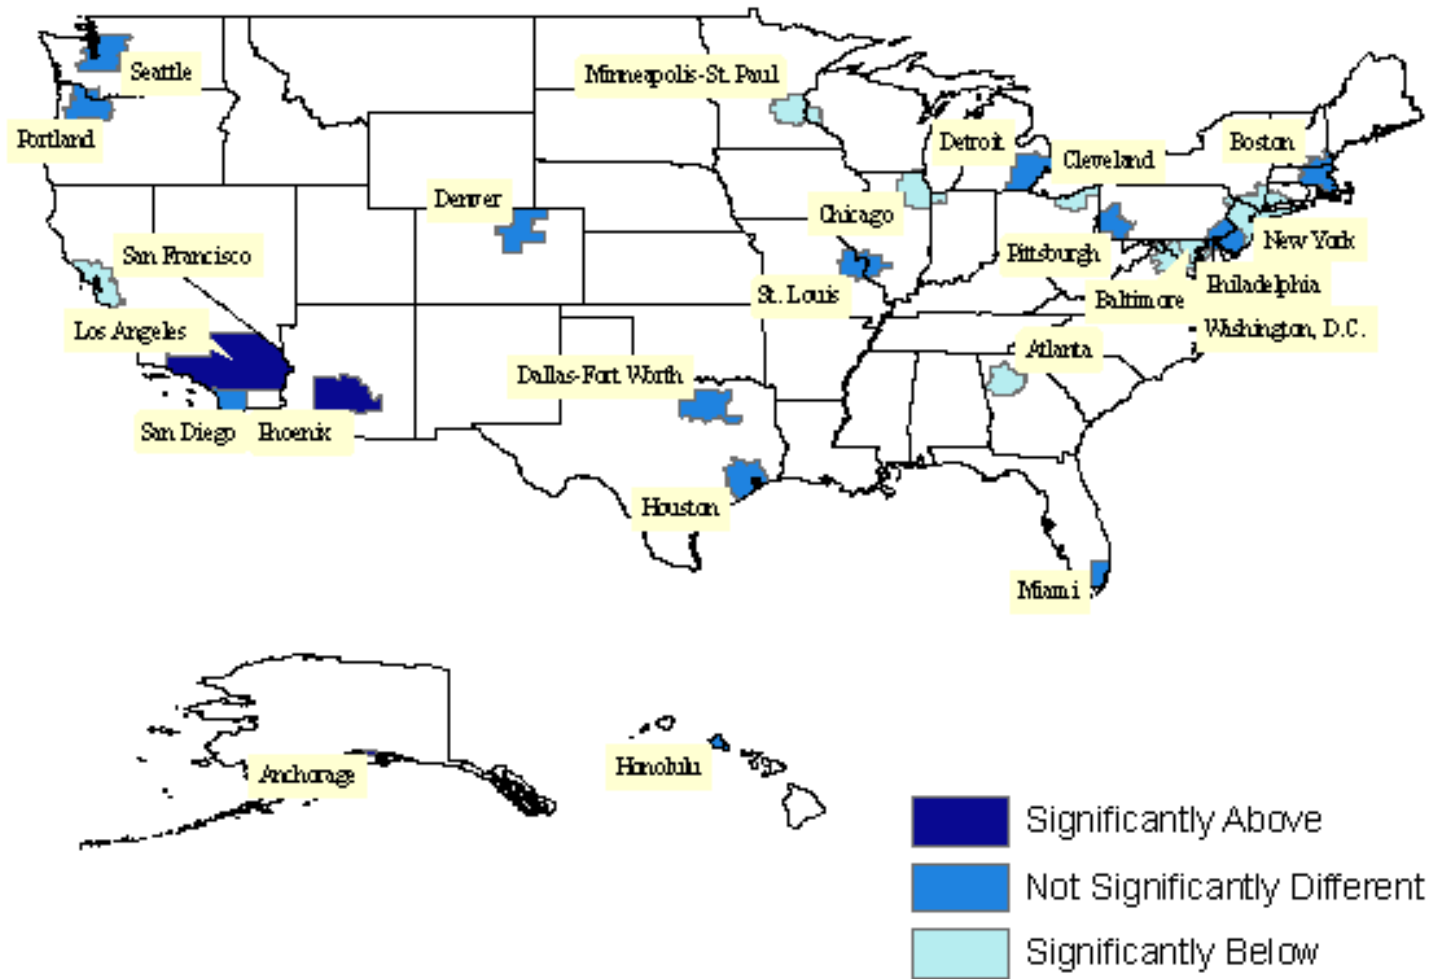 Seattle
Minneapolis-St. Paul
Portland
Detroit
Cleveland
Boston
Denver
Chicago
San Francisco
Pittsburgh
New York
St. Louis
Baltimore
Philadelphia
Los Angeles
Washington, D.C.
Atlanta
Dallas-Fort Worth
San Diego
Phoenix
Houston
Miami
Anchorage
Honolulu
Significantly Above
Not Significantly Different
Significantly Below